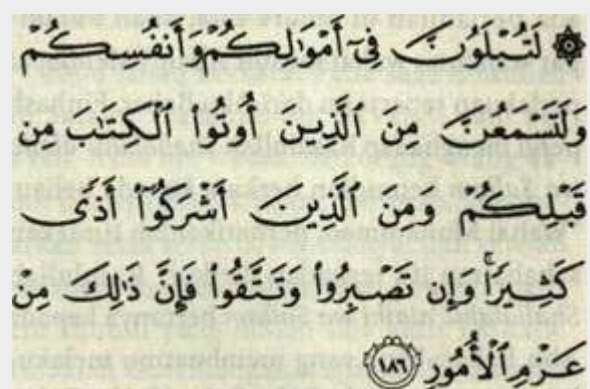 ۞ لَتُبْلَوُنَّ فِىٓ أَمْوَٰلِكُمْ وَأَنفُسِكُمْ
وَلَتَسْمَعُنَّ مِنَ ٱلَّذِينَ أُوتُوا۟ ٱلْكِتَٰبَ مِن
قَبْلِكُمْ وَمِنَ ٱلَّذِينَ أَشْرَكُوٓا۟ أَذًى
كَثِيرًا ۚ وَإِن تَصْبِرُوا۟ وَتَتَّقُوا۟ فَإِنَّ ذَٰلِكَ مِنْ
عَزْمِ ٱلْأُمُورِ ١٨٦